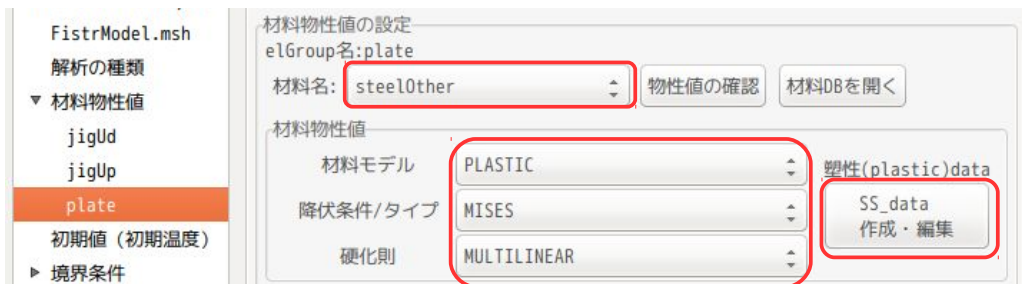 FistrModel.msh
解析の種類
▼ 材料物性値
jigUd
jigUp
plate
初期値（初期温度）
▶ 境界条件
材料物性値の設定
elGroup名:plate
材料名: steelOther 物性値の確認 材料DBを開く
材料物性値
材料モデル PLASTIC
降伏条件/タイプ MISES
硬化則 MULTILINEAR
塑性(plastic)data
SS_data
作成・編集